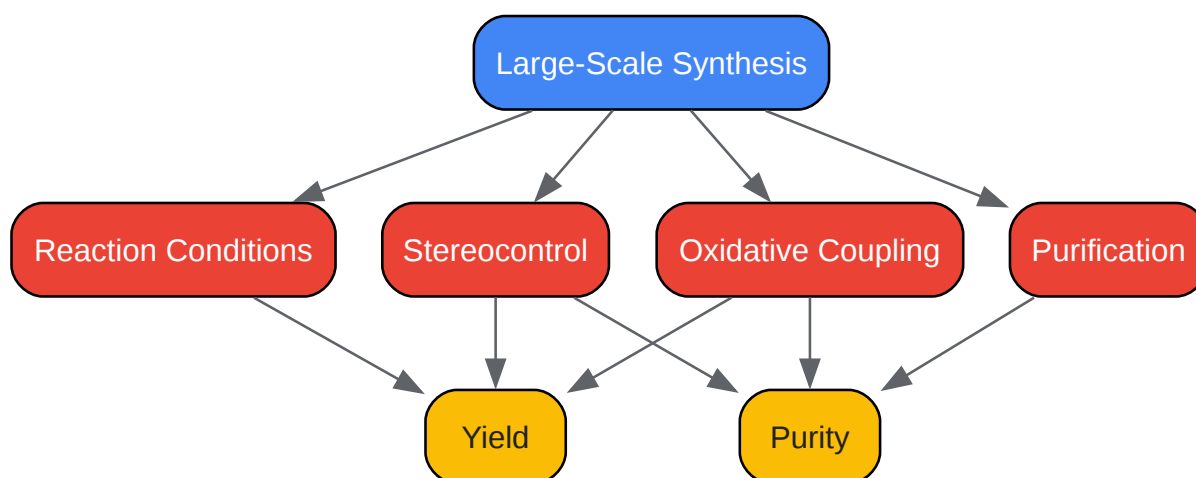 Large-Scale Synthesis
Reaction Conditions
Stereocontrol
Oxidative Coupling
Purification
Yield
Purity